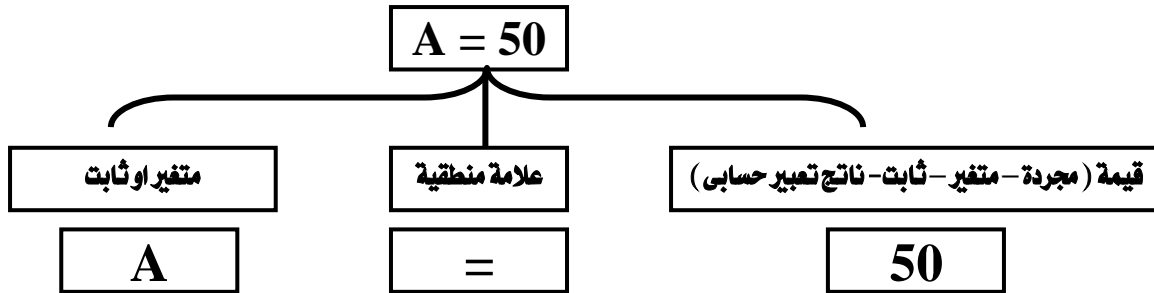 A = 50
متغير او ثابت
علامة منطقية
قيمة ( مجردة – متغير – ثابت- ناتج تعبير حسابى )
A
=
50